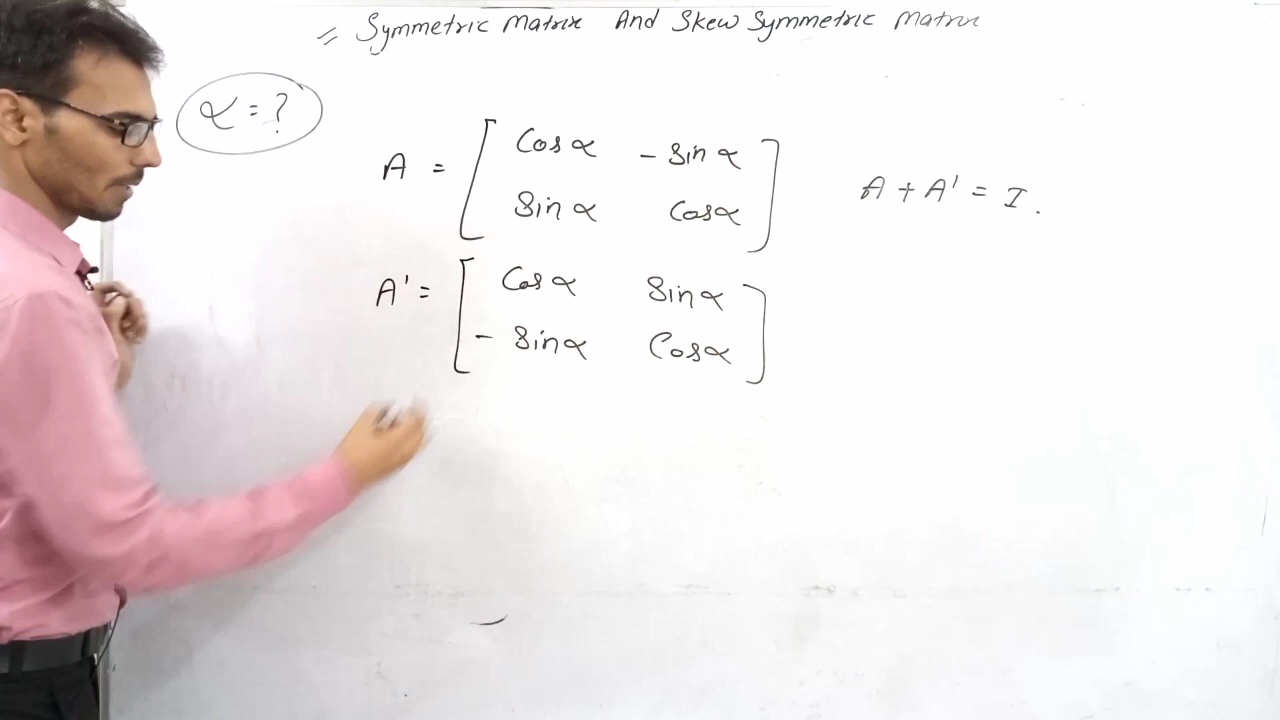 = Symmetric Matrix And Skew Symmetric Matrix
α = ?
A = [ Cos α - Sin α
Sin α Cos α ]
A + A' = I.
A' = [ Cos α Sin α
- Sin α Cos α ]